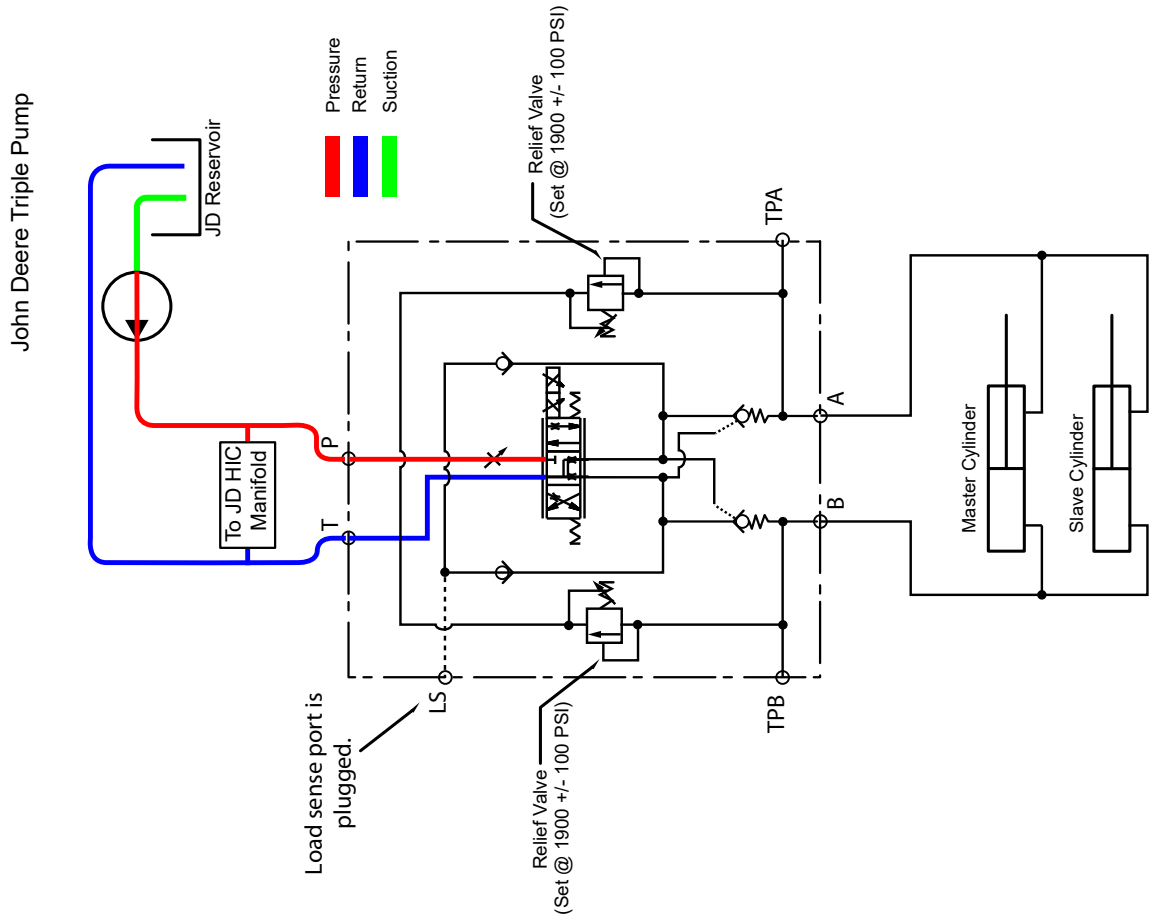 John Deere Triple Pump
JD Reservoir
Pressure
Return
Suction
To JD HIC
Manifold
P
T
Relief Valve
(Set @ 1900 +/- 100 PSI)
TPA
Load sense port is
plugged.
LS
Relief Valve
(Set @ 1900 +/- 100 PSI)
TPB
A
B
Master Cylinder
Slave Cylinder